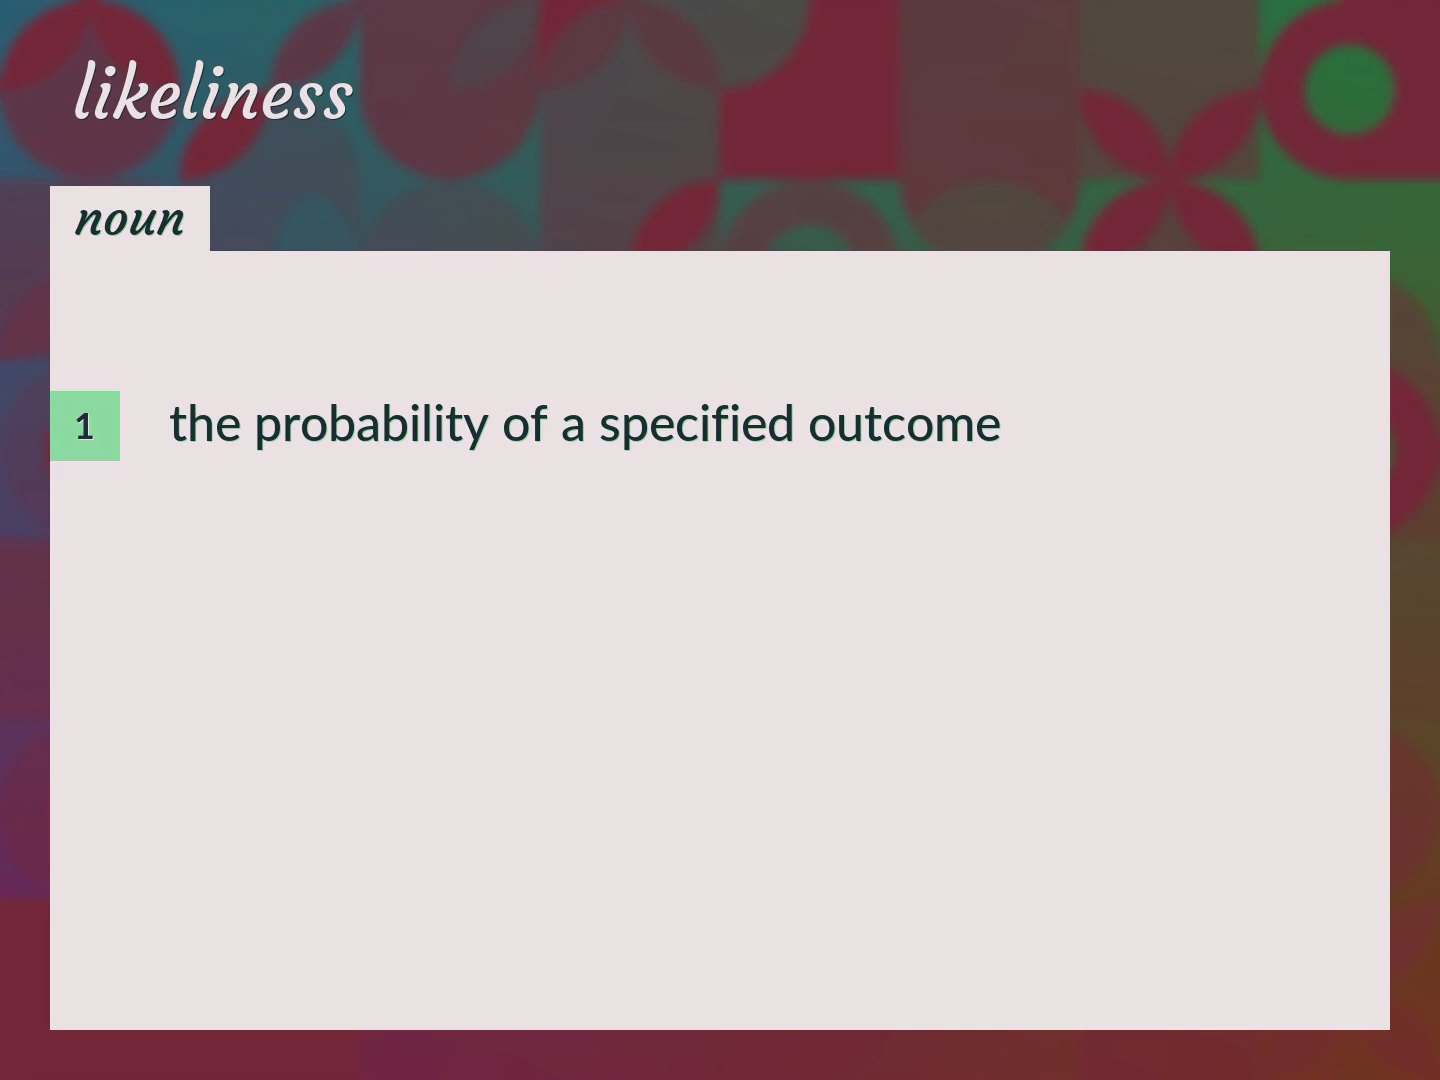 likeliness
noun
1 the probability of a specified outcome